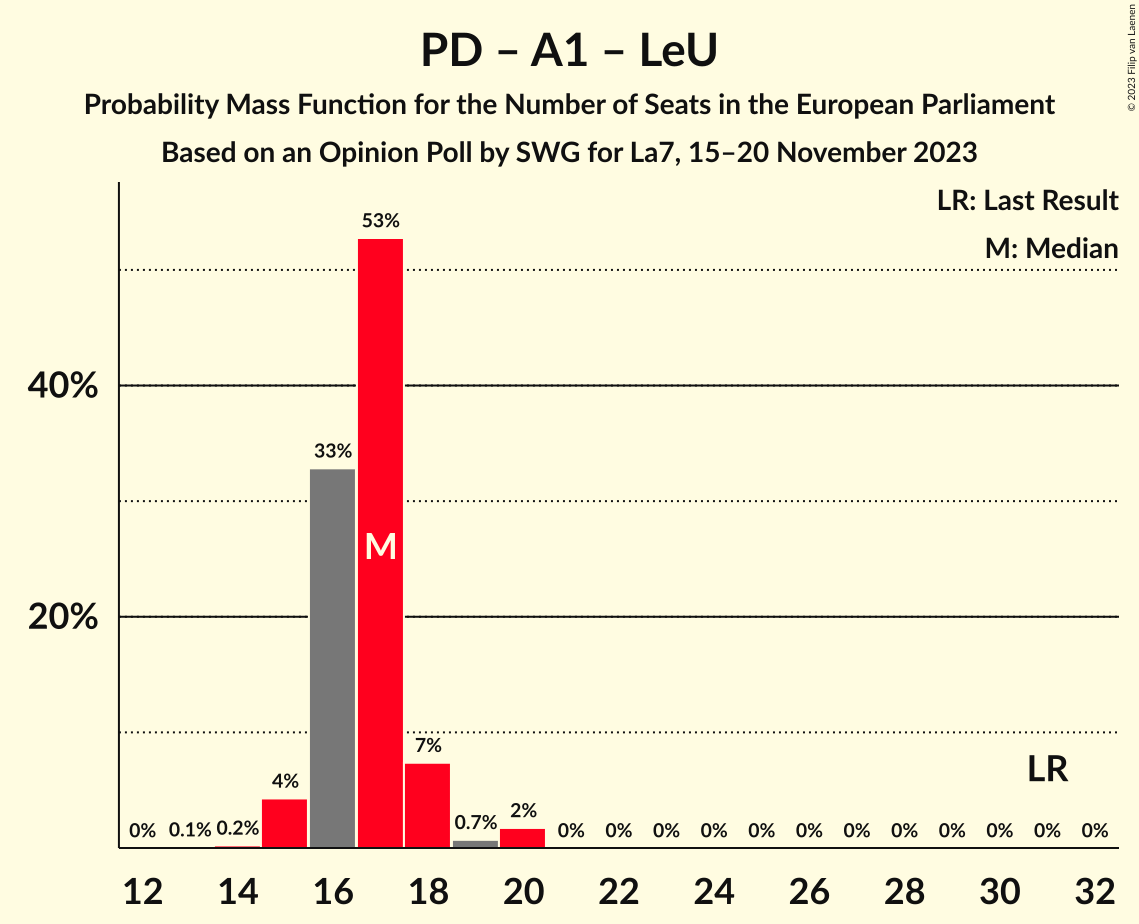 PD – A1 – LeU
Probability Mass Function for the Number of Seats in the European Parliament
Based on an Opinion Poll by SWG for La7, 15–20 November 2023
© 2023 Filip van Laenen
LR: Last Result
M: Median
53%
40%
33%
M
20%
7%
LR
4%
0% 0.1% 0.2% 0.7% 2% 0% 0% 0% 0% 0% 0% 0% 0% 0% 0% 0% 0%
12 14 16 18 20 22 24 26 28 30 32